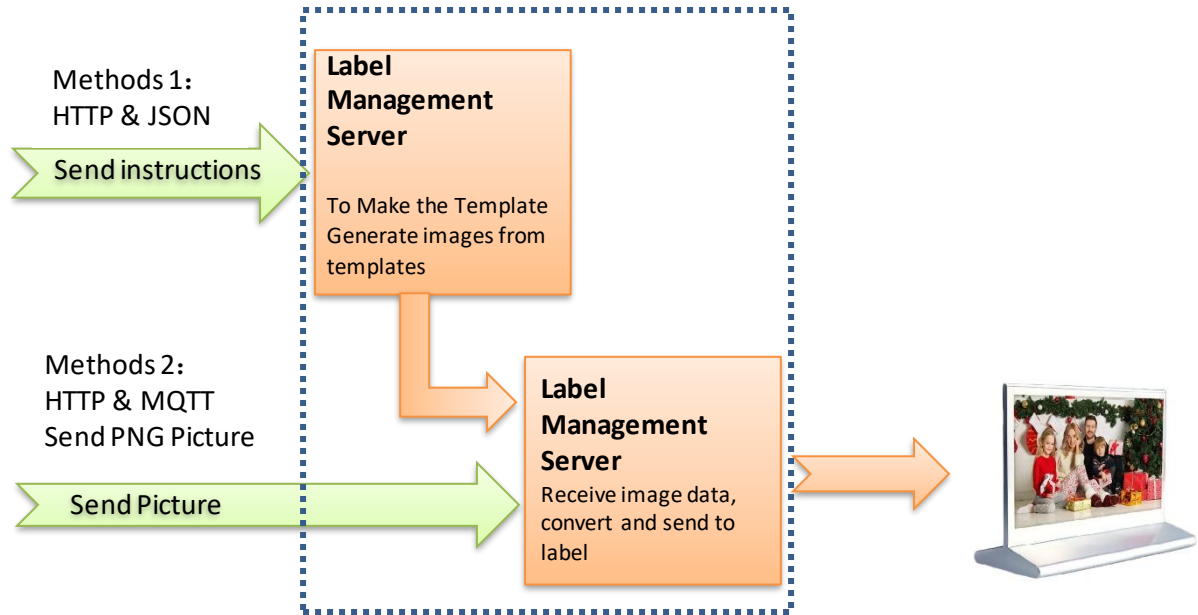 Methods 1：
HTTP & JSON
Send instructions
Label
Management
Server
To Make the Template
Generate images from
templates
Methods 2：
HTTP & MQTT
Send PNG Picture
Send Picture
Label
Management
Server
Receive image data,
convert and send to
label